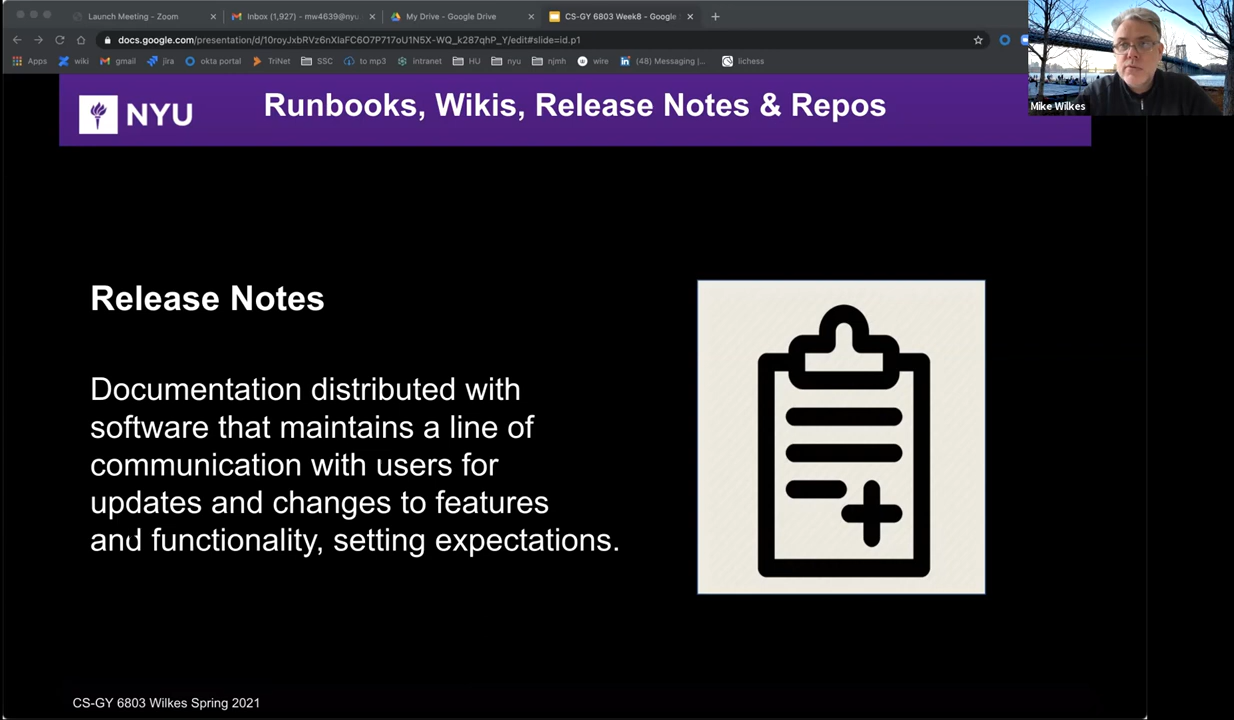 Launch Meeting - Zoom
Inbox (1,927) - mw4639@nyu
My Drive - Google Drive
CS-GY 6803 Week8 - Google
docs.google.com/presentation/d/10royJxbRVz6nXlaFC6O7P717oU1N5X-WQ_k287qhP_Y/edit#slide=id.p1
Apps
wiki
gmail
jira
okta portal
TriNet
SSC
to mp3
intranet
HU
nyu
njmh
wire
(48) Messaging |...
lichess
Mike Wilkes
NYU
Runbooks, Wikis, Release Notes & Repos
Release Notes
Documentation distributed with
software that maintains a line of
communication with users for
updates and changes to features
and functionality, setting expectations.
CS-GY 6803 Wilkes Spring 2021